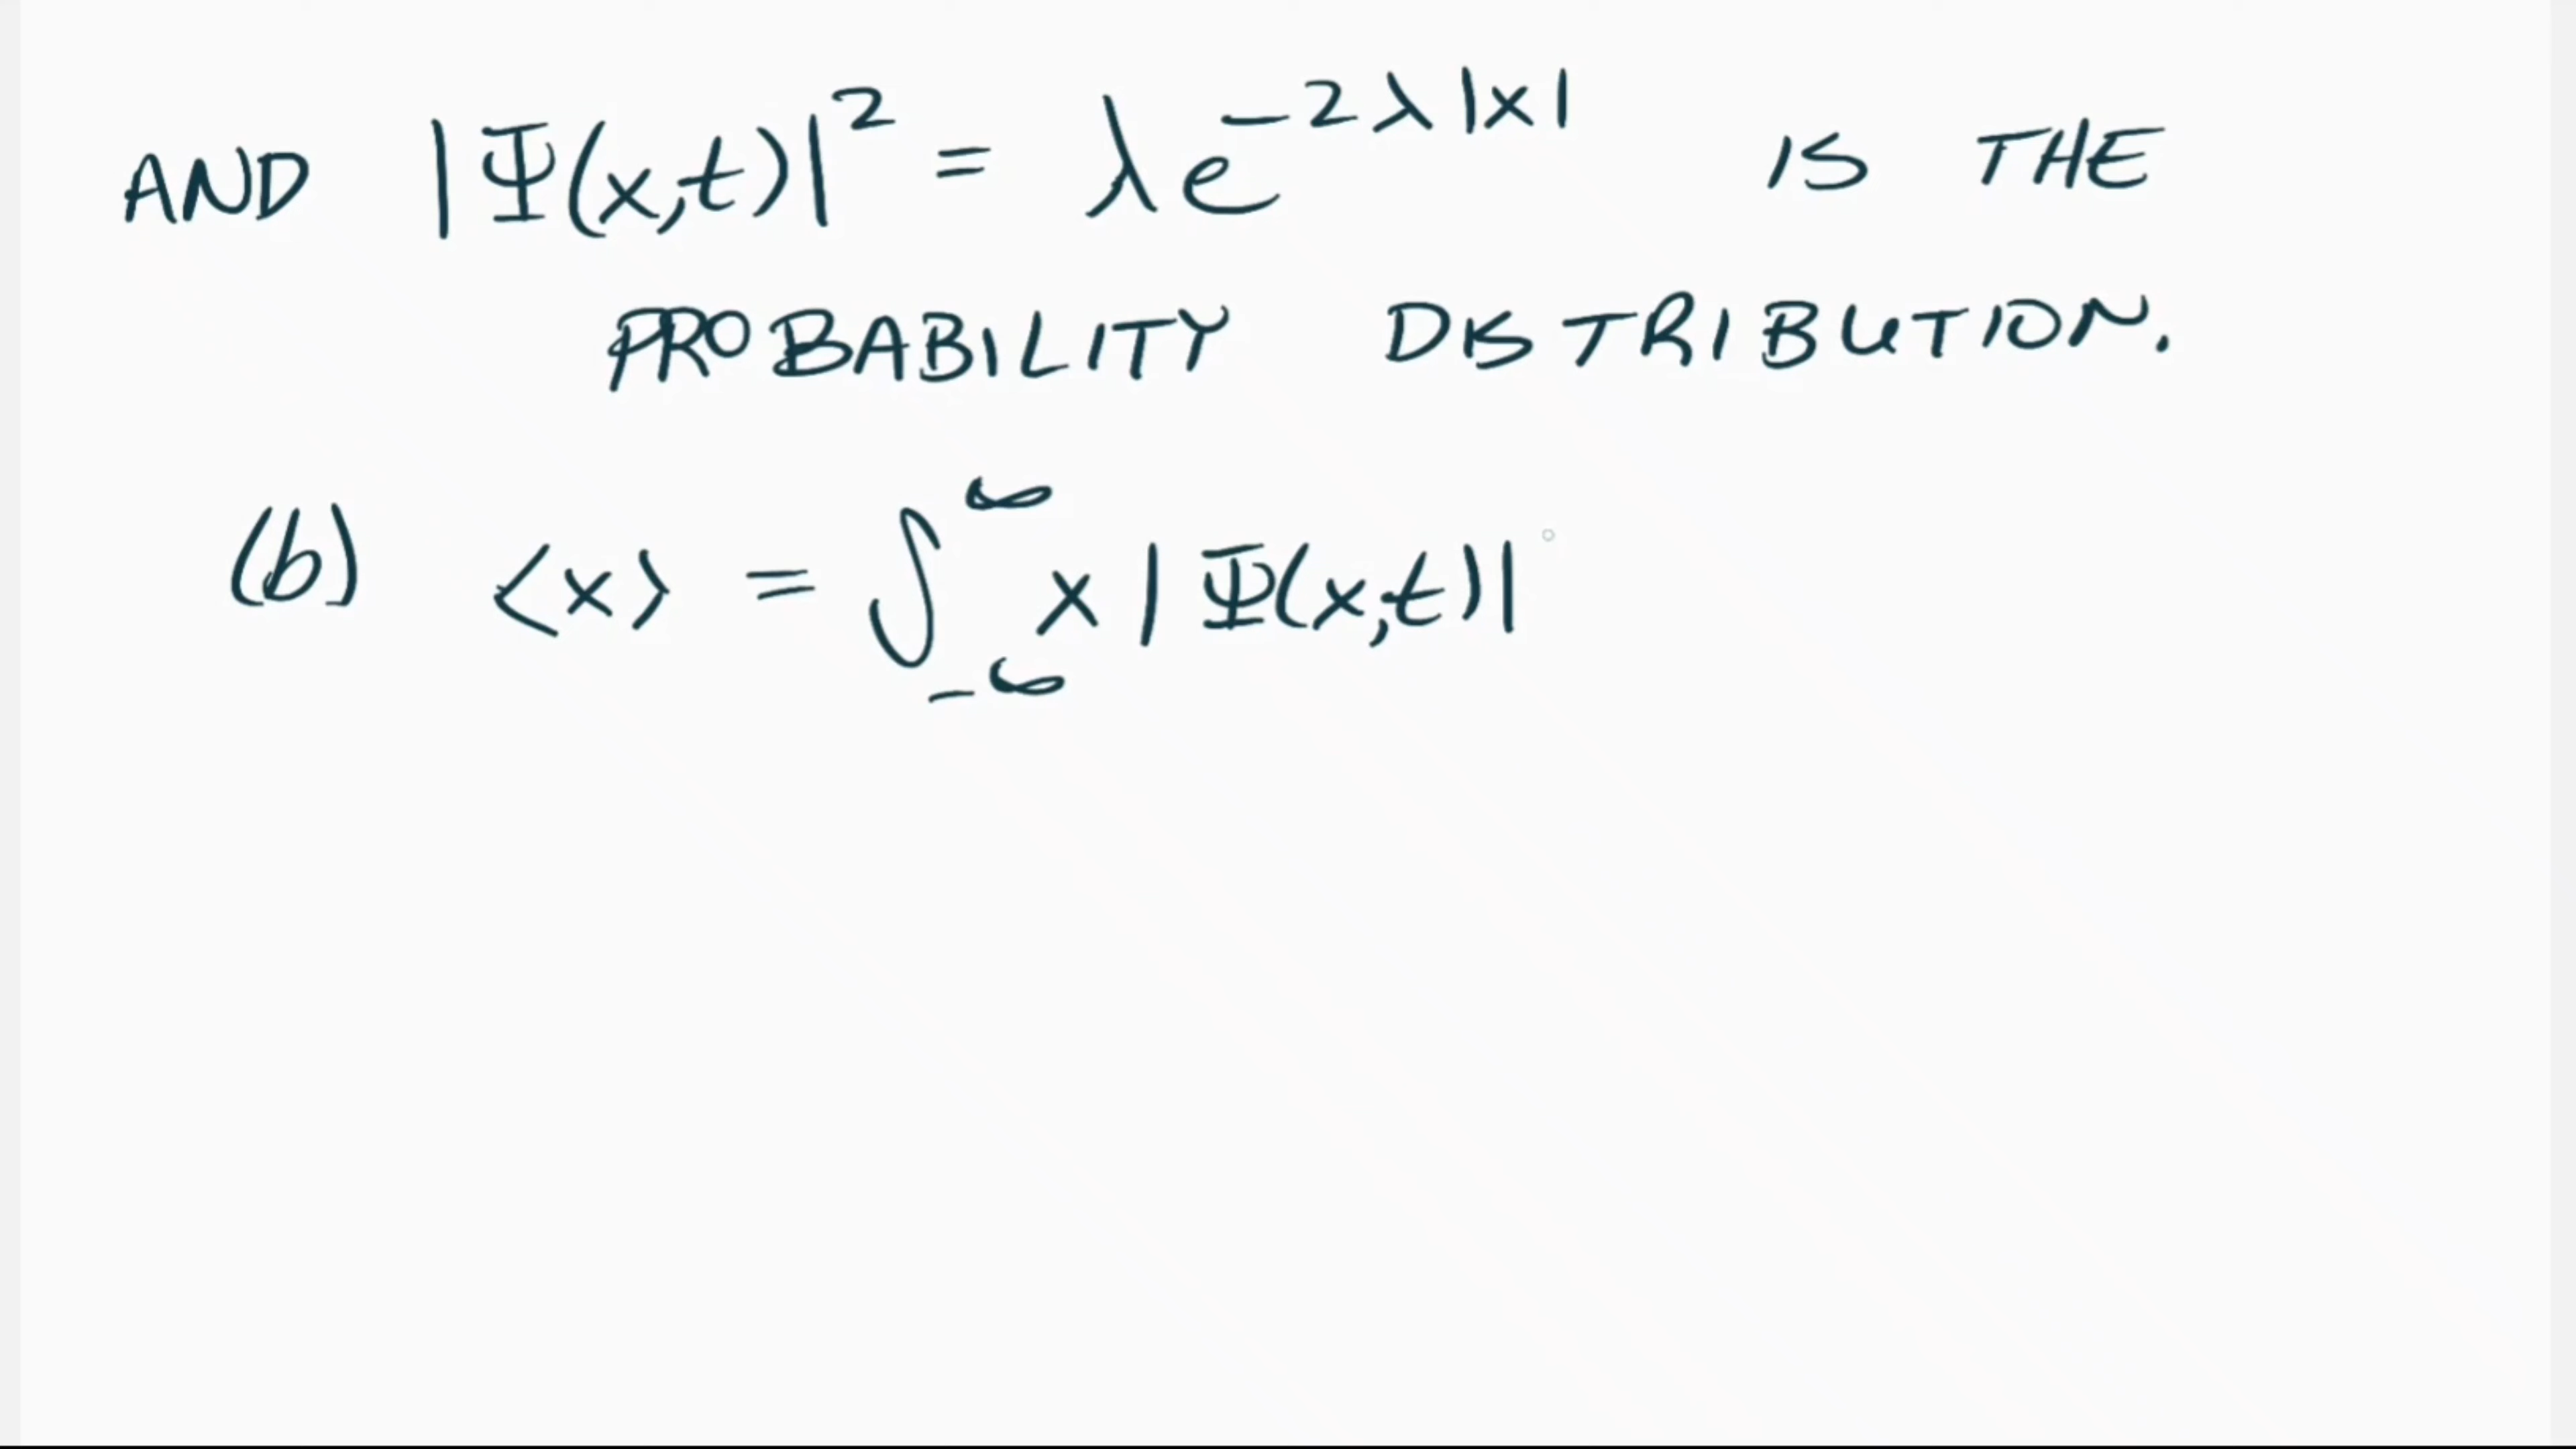 AND |Ψ(x,t)|² = λe^{-2λ|x|} IS THE
PROBABILITY DISTRIBUTION.
(b) <x> = ∫_{-∞}^{∞} x |Ψ(x,t)|